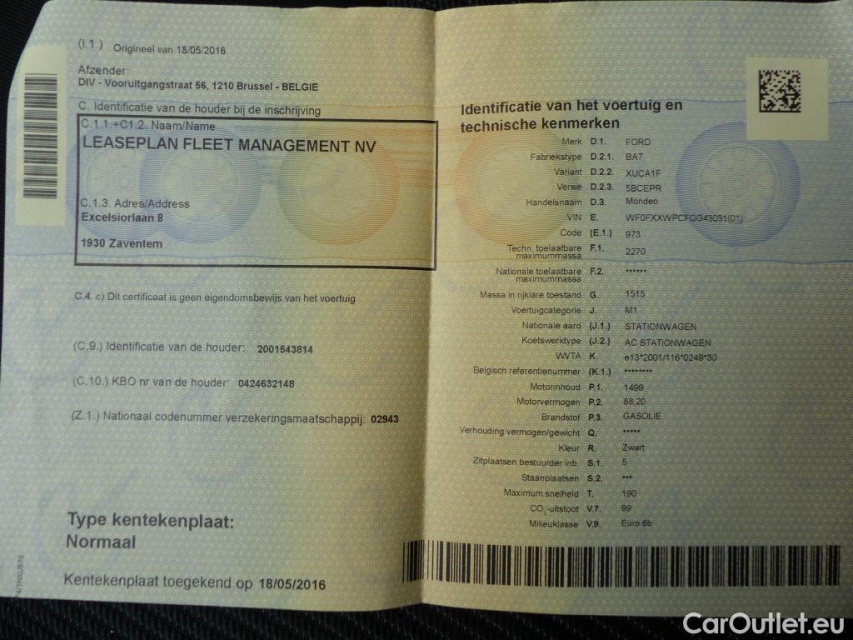 (I.1.) Origineel van 18/05/2016
Afzender
DIV - Vooruitgangstraat 56, 1210 Brussel - BELGIE
C. Identificatie van de houder bij de inschrijving
C.1.1.+C1.2. Naam/Name
LEASEPLAN FLEET MANAGEMENT NV
C.1.3. Adres/Address
Excelsiorlaan 8
1930 Zaventem
C.4. c) Dit certificaat is geen eigendomsbewijs van het voertuig
(C.9.) Identificatie van de houder: 2001543814
(C.10.) KBO nr van de houder: 0424632148
(Z.1.) Nationaal codenummer verzekeringsmaatschappij: 02943
Type kentekenplaat:
Normaal
Kentekenplaat toegekend op 18/05/2016
Identificatie van het voertuig en
technische kenmerken
Merk D.1. FORD
Fabriekstype D.2.1. BA7
Variant D.2.2. XUCA1F
Versie D.2.3. 5BCEPR
Handelsnaam D.3. Mondeo
VIN E.
Code (E.1.) 973
Techn. toelaatbare maximummassa F.1. 2270
Nationale toelaatbare maximummassa F.2. ******
Massa in rijklare toestand G. 1515
Voertuigcategorie J. M1
Nationale aard (J.1.) STATIONWAGEN
Koetswerktype (J.2.) AC STATIONWAGEN
WVTA K. e13*2001/116*0249*30
Belgisch referentienummer (K.1.) ********
Motorinhoud P.1. 1499
Motorvermogen P.2. 88,20
Brandstof P.3. GASOLIE
Verhouding vermogen/gewicht Q. *****
Kleur R. Zwart
Zitplaatsen bestuurder inb. S.1. 5
Staanplaatsen S.2. ***
Maximum snelheid T. 190
CO2-uitstoot V.7. 99
Milieuklasse V.9. Euro 6b
CarOutlet.eu